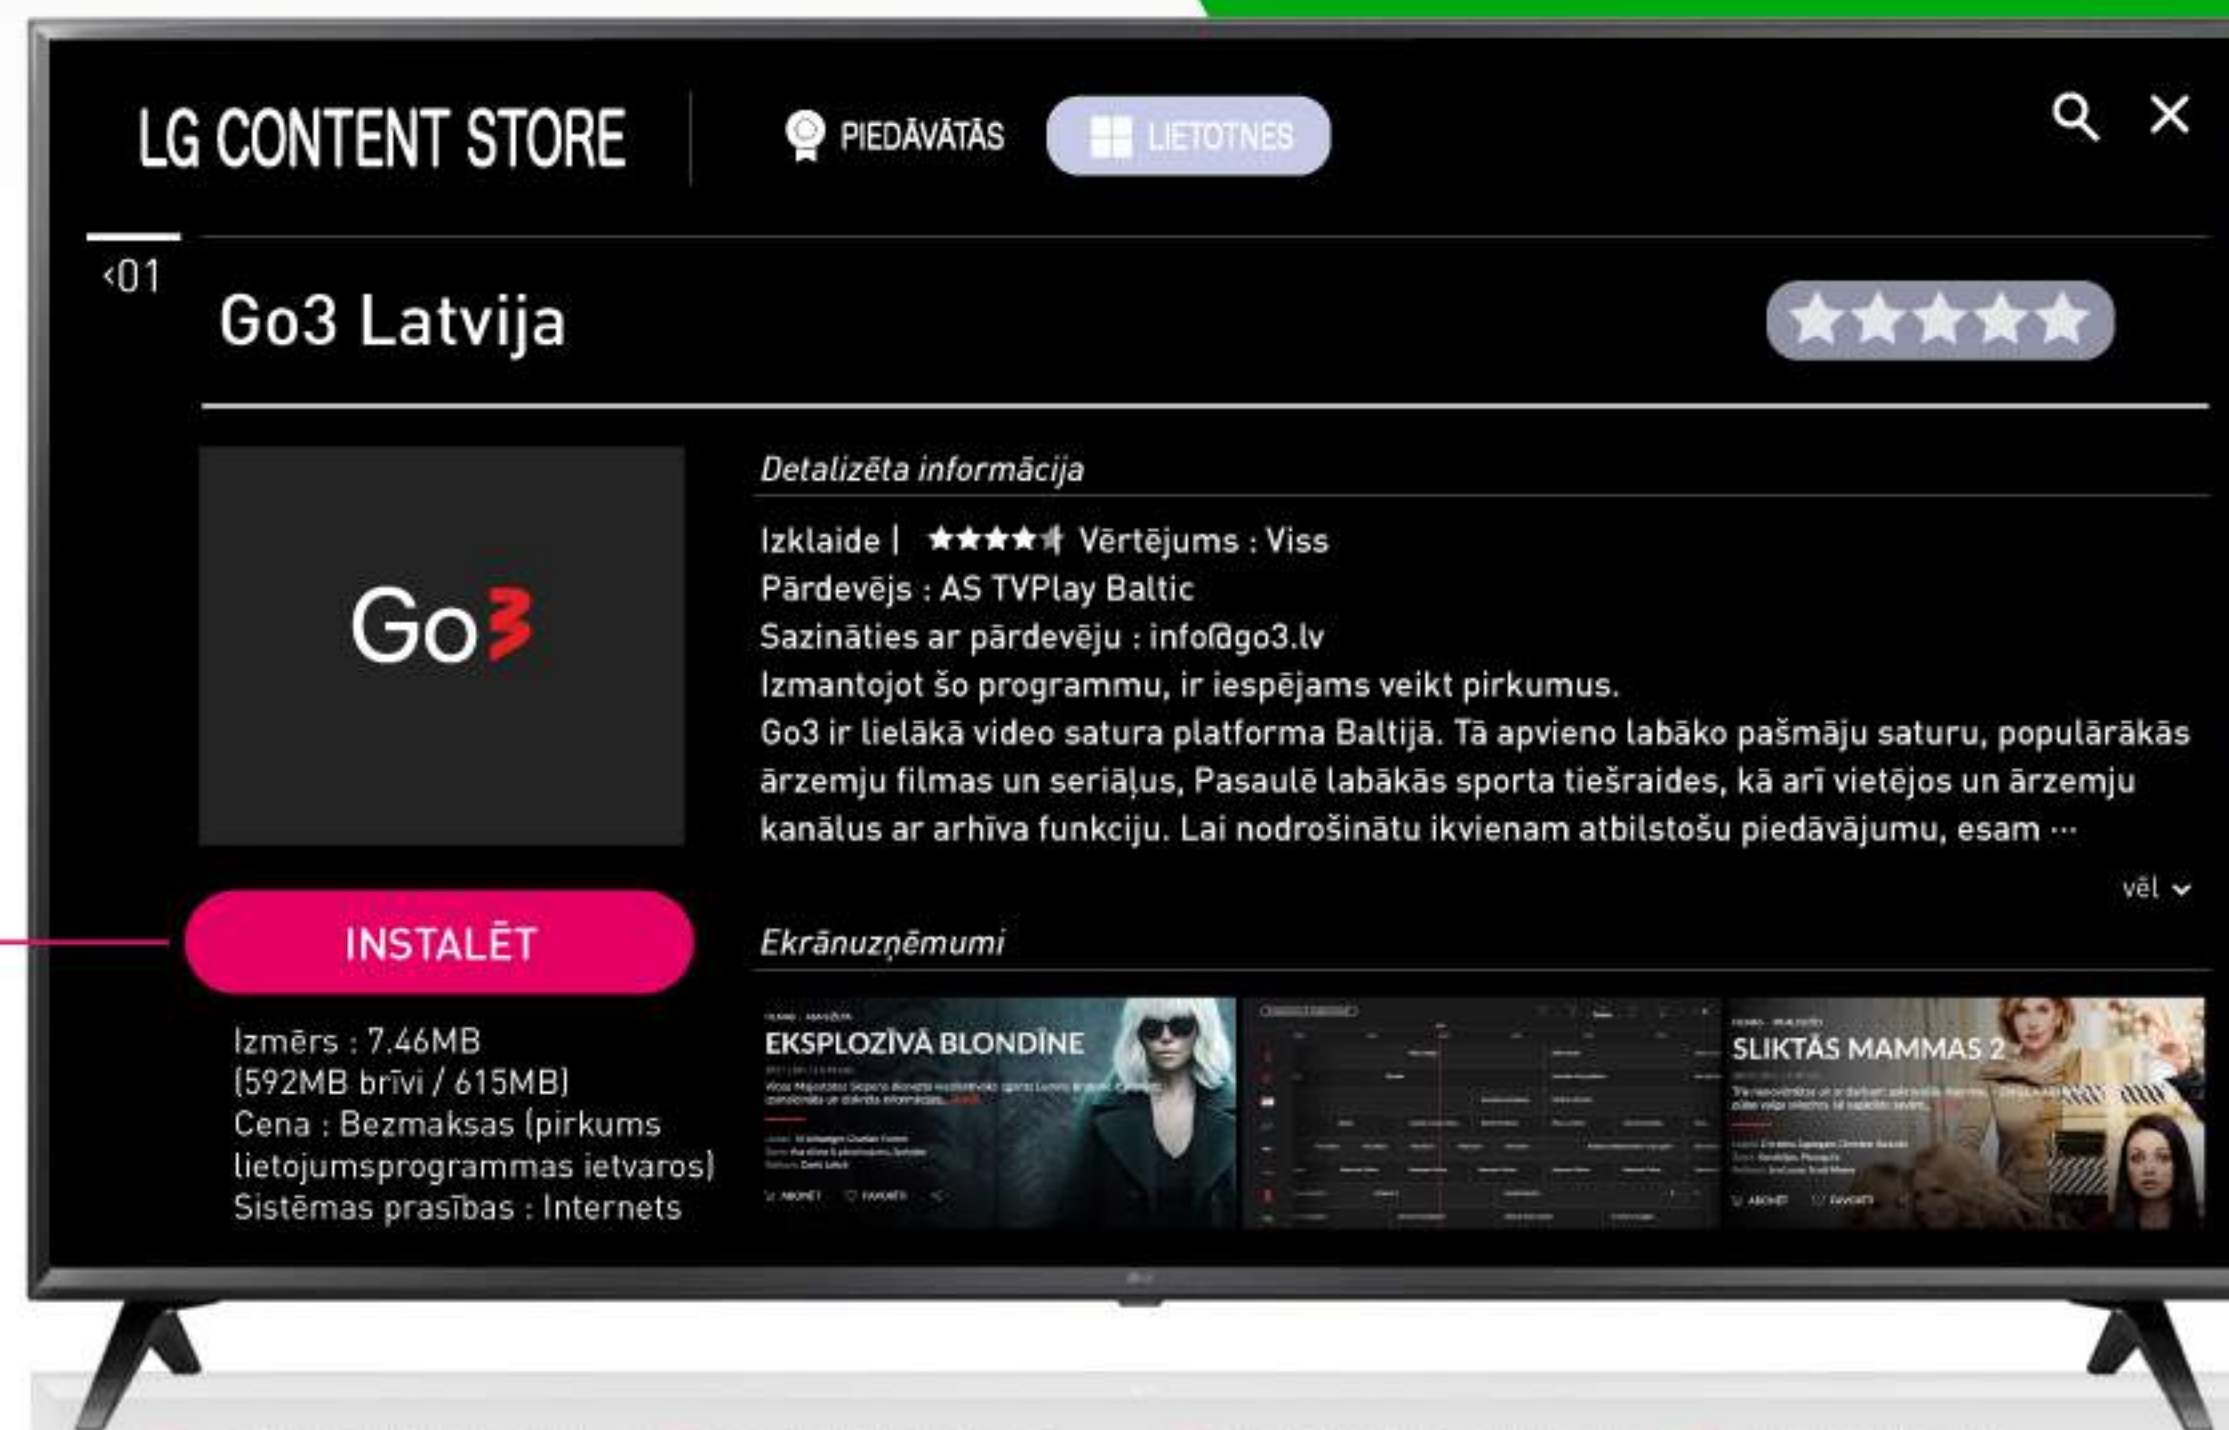 LG CONTENT STORE
PIEDĀVĀTĀS
LIETOTNES
<01
Go3 Latvija
Go3
Detalizēta informācija
Izklaide | Vērtējums : Viss
Pārdevējs : AS TVPlay Baltic
Sazināties ar pārdevēju : info@go3.lv
Izmantojot šo programmu, ir iespējams veikt pirkumus.
Go3 ir lielākā video satura platforma Baltijā. Tā apvieno labāko pašmāju saturu, populārākās
ārzemju filmas un seriāļus, Pasaulē labākās sporta tiešraides, kā arī vietējos un ārzemju
kanālus ar arhīva funkciju. Lai nodrošinātu ikvienam atbilstošu piedāvājumu, esam ...
vēl
INSTALĒT
Izmērs : 7.46MB
(592MB brīvi / 615MB)
Cena : Bezmaksas (pirkums
lietojumsprogrammas ietvaros)
Sistēmas prasības : Internets
Ekrānuzņēmumi
EKSPLOZĪVĀ BLONDĪNE
ABONĒT FAVORĪTI
SLIKTĀS MAMMAS 2
ABONĒT FAVORĪTI